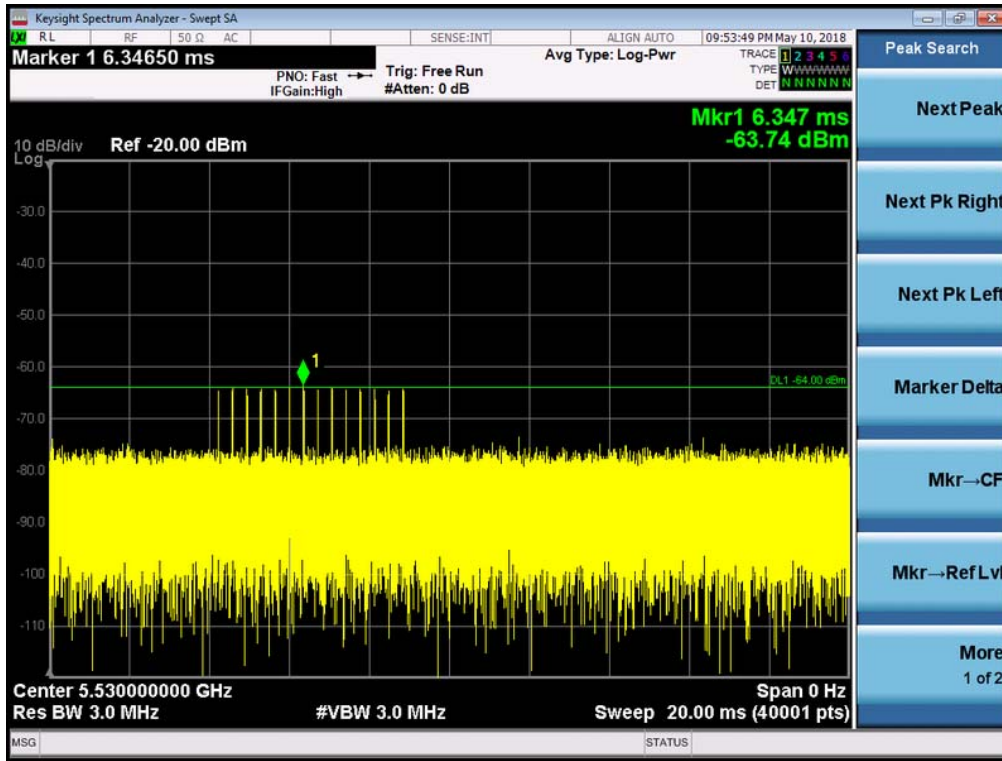 Keysight Spectrum Analyzer - Swept SA
LXI RL RF 50 Ω AC SENSE:INT ALIGN AUTO 09:53:49 PM May 10, 2018
Marker 1 6.34650 ms
PNO: Fast
IFGain:High
Trig: Free Run
#Atten: 0 dB
Avg Type: Log-Pwr
TRACE 1 2 3 4 5 6
TYPE WWWWWW
DET N N N N N N
Mkr1 6.347 ms
-63.74 dBm
10 dB/div Ref -20.00 dBm
Log
-30.0
-40.0
-50.0
-60.0
1
DL1 -64.00 dBm
-70.0
-80.0
-90.0
-100
-110
Center 5.530000000 GHz Span 0 Hz
Res BW 3.0 MHz #VBW 3.0 MHz Sweep 20.00 ms (40001 pts)
MSG STATUS
Peak Search
Next Peak
Next Pk Right
Next Pk Left
Marker Delta
Mkr→CF
Mkr→Ref Lvl
More
1 of 2